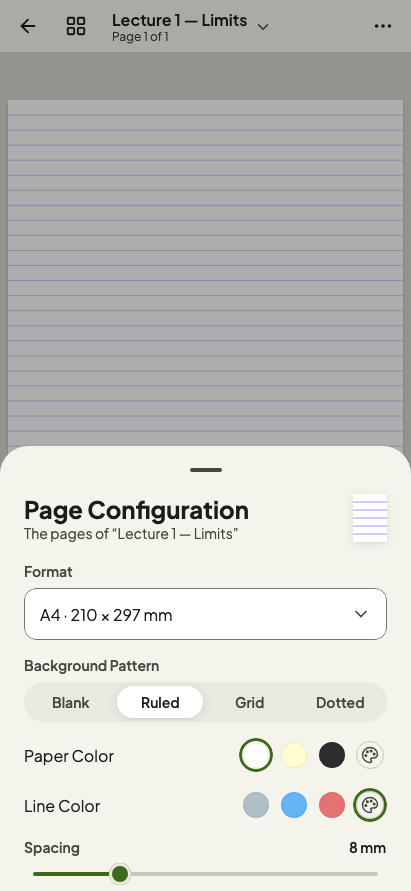 Lecture 1 — Limits
Page 1 of 1
Page Configuration
The pages of “Lecture 1 — Limits”
Format
A4 · 210 × 297 mm
Background Pattern
Blank Ruled Grid Dotted
Paper Color
Line Color
Spacing 8 mm